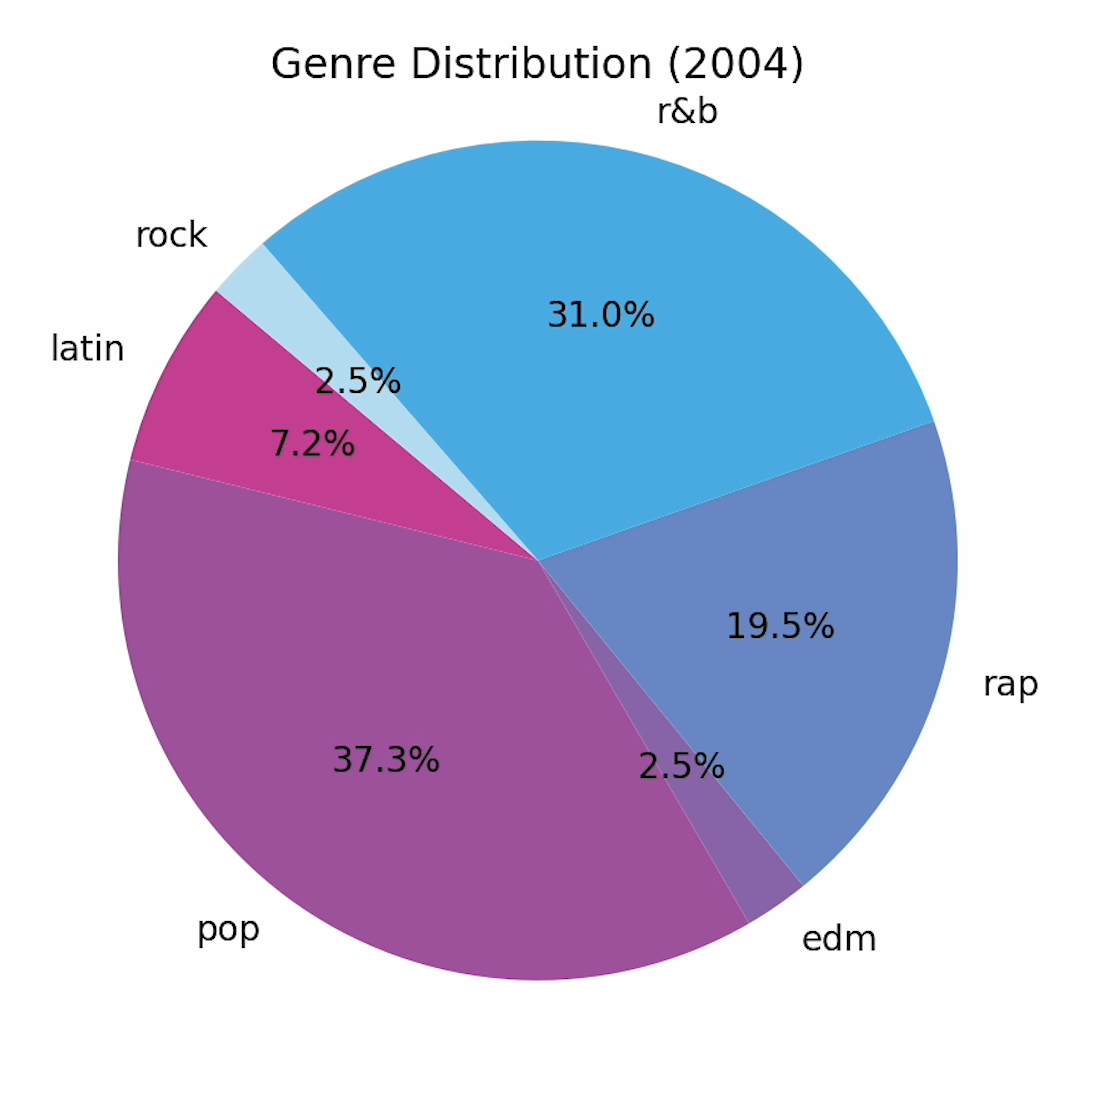 Genre Distribution (2004)
r&b
rock
31.0%
latin
2.5%
7.2%
19.5%
rap
37.3%
2.5%
pop
edm